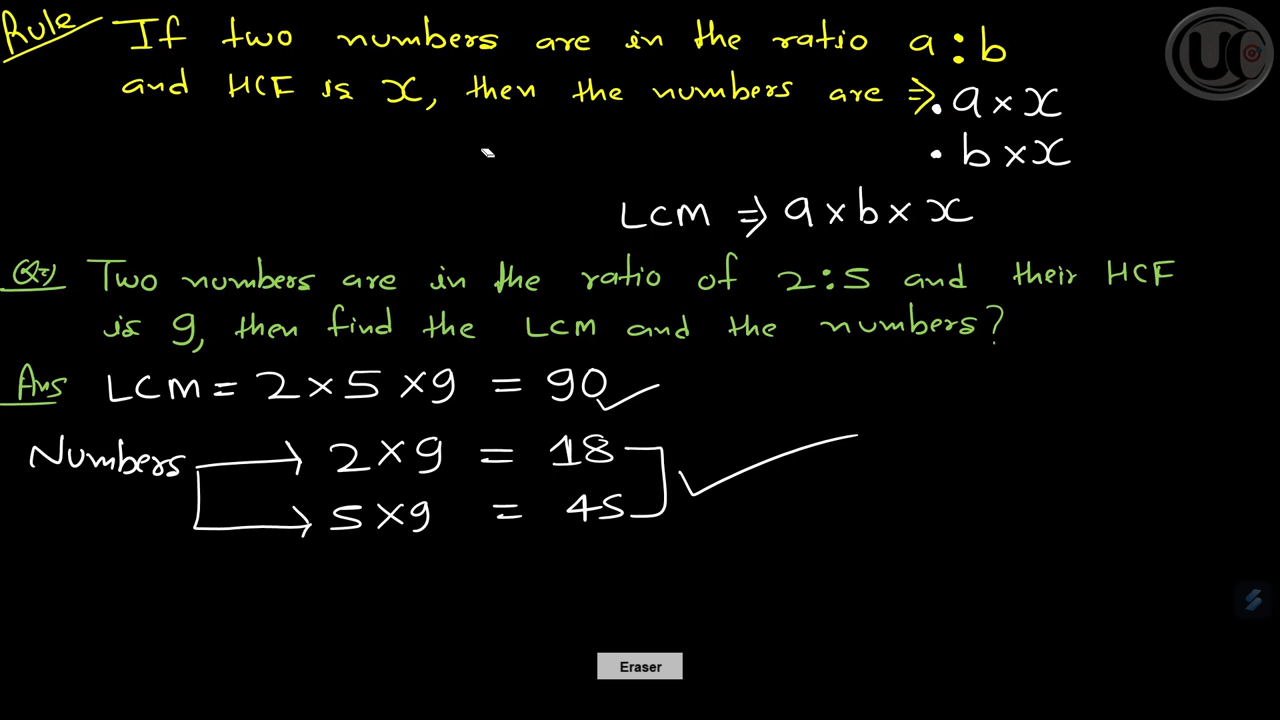 Rule If two numbers are in the ratio a:b
and HCF is x, then the numbers are ⇒ • a × x
• b × x
LCM ⇒ a × b × x
Q:-) Two numbers are in the ratio of 2:5 and their HCF
is 9, then find the LCM and the numbers?
Ans LCM = 2 × 5 × 9 = 90
Numbers → 2 × 9 = 18
→ 5 × 9 = 45
Eraser
UC